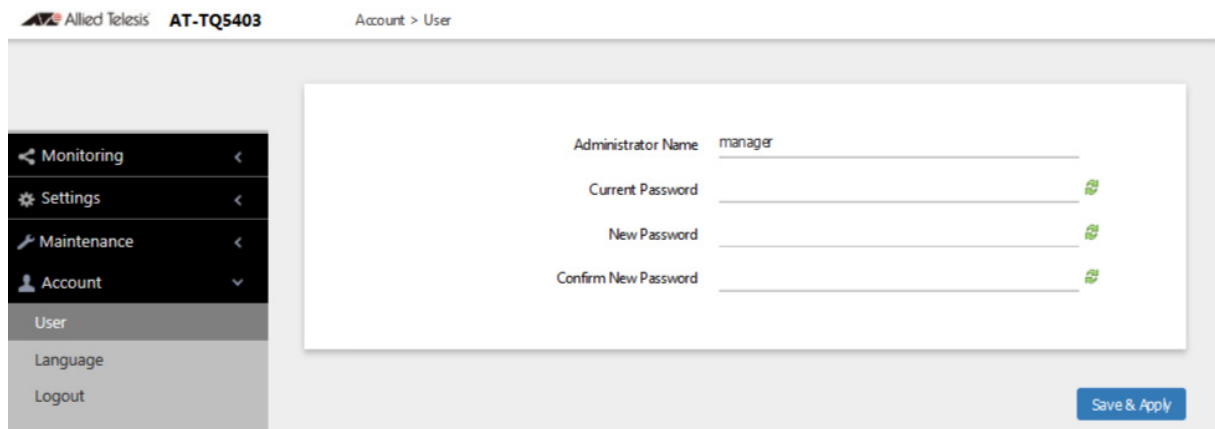 Allied Telesis AT-TQ5403 Account > User
Monitoring
Settings
Maintenance
Account
User
Language
Logout
Administrator Name manager
Current Password
New Password
Confirm New Password
Save & Apply